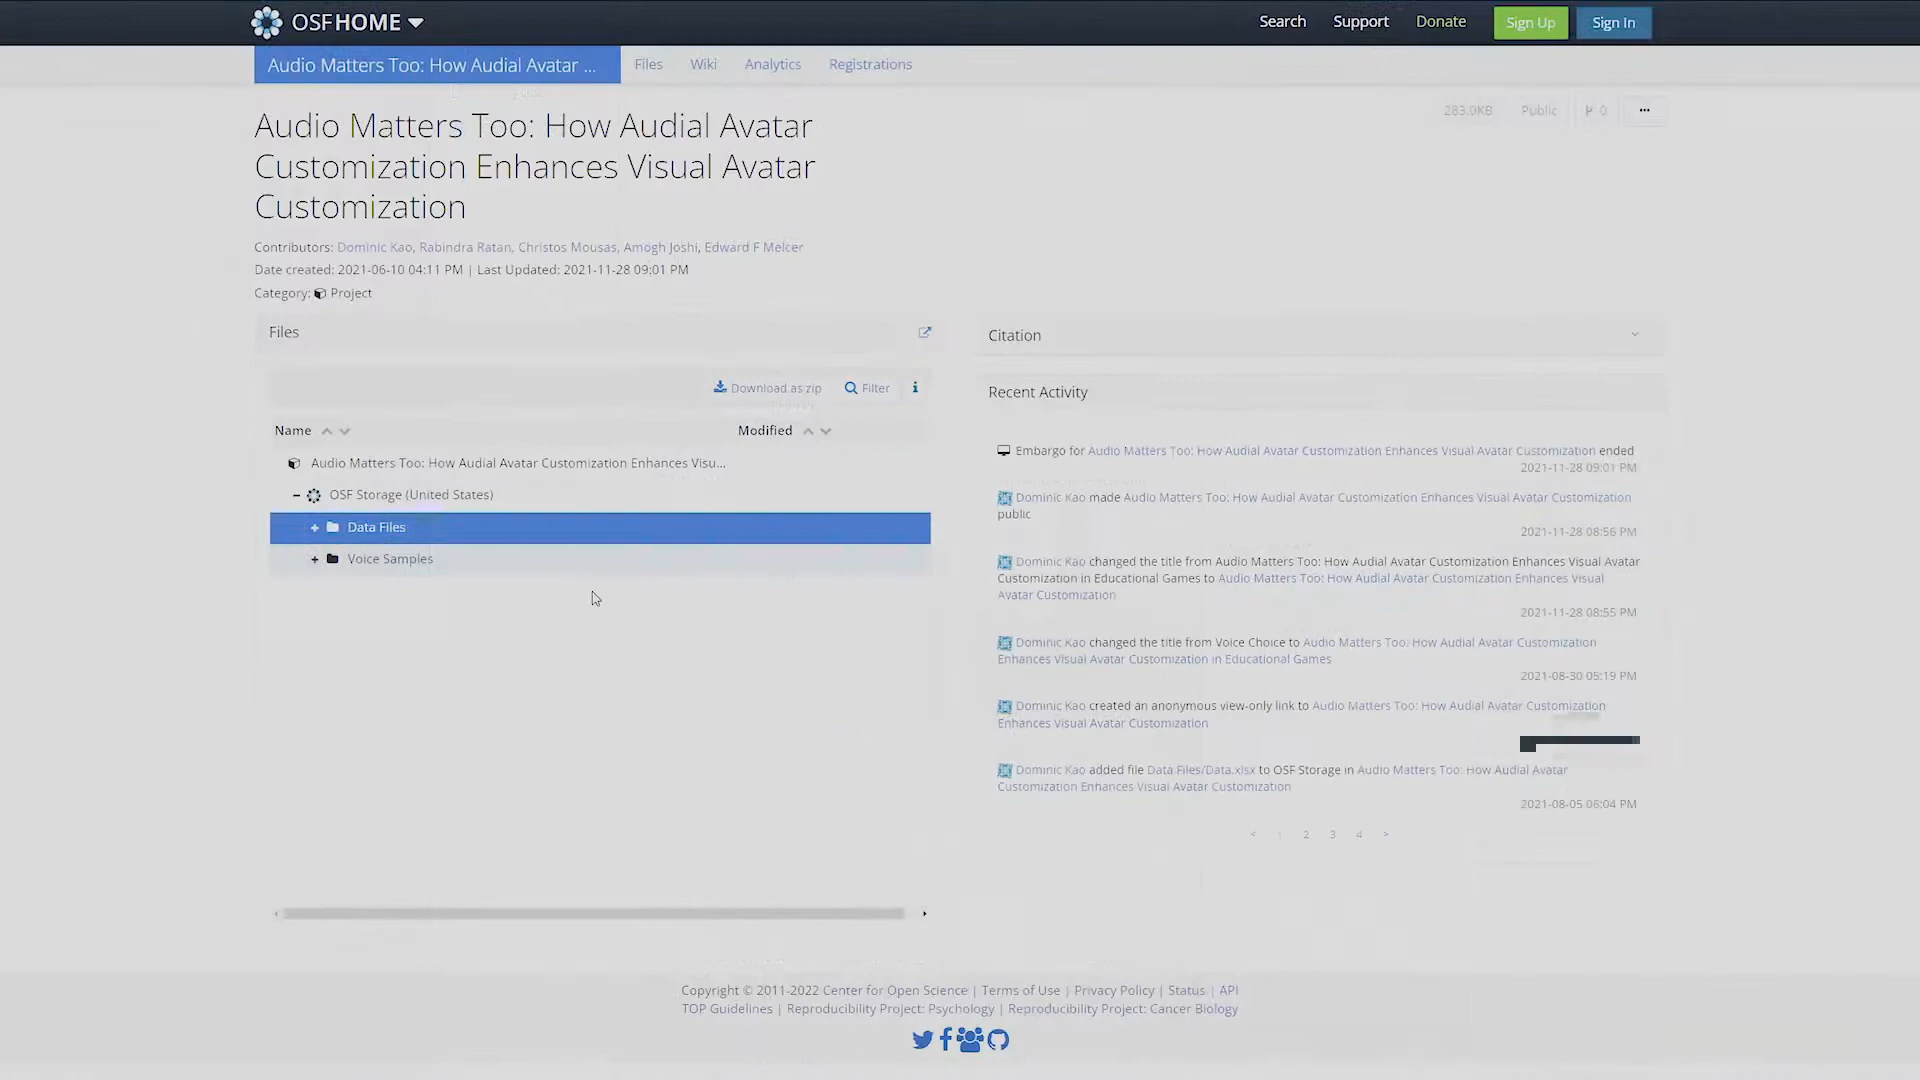 OSFHOME
Search Support Donate Sign Up Sign In
Audio Matters Too: How Audial Avatar ... Files Wiki Analytics Registrations
283.0KB Public 0 ...
Audio Matters Too: How Audial Avatar
Customization Enhances Visual Avatar
Customization
Contributors: Dominic Kao, Rabindra Ratan, Christos Mousas, Amogh Joshi, Edward F Melcer
Date created: 2021-06-10 04:11 PM | Last Updated: 2021-11-28 09:01 PM
Category: Project
Files
Download as zip Filter i
Name Modified
Audio Matters Too: How Audial Avatar Customization Enhances Visu...
OSF Storage (United States)
Data Files
Voice Samples
Citation
Recent Activity
Embargo for Audio Matters Too: How Audial Avatar Customization Enhances Visual Avatar Customization ended
2021-11-28 09:01 PM
Dominic Kao made Audio Matters Too: How Audial Avatar Customization Enhances Visual Avatar Customization
public
2021-11-28 08:56 PM
Dominic Kao changed the title from Audio Matters Too: How Audial Avatar Customization Enhances Visual Avatar
Customization in Educational Games to Audio Matters Too: How Audial Avatar Customization Enhances Visual
Avatar Customization
2021-11-28 08:55 PM
Dominic Kao changed the title from Voice Choice to Audio Matters Too: How Audial Avatar Customization
Enhances Visual Avatar Customization in Educational Games
2021-08-30 05:19 PM
Dominic Kao created an anonymous view-only link to Audio Matters Too: How Audial Avatar Customization
Enhances Visual Avatar Customization
Dominic Kao added file Data Files/Data.xlsx to OSF Storage in Audio Matters Too: How Audial Avatar
Customization Enhances Visual Avatar Customization
2021-08-05 06:04 PM
< 1 2 3 4 >
Copyright © 2011-2022 Center for Open Science | Terms of Use | Privacy Policy | Status | API
TOP Guidelines | Reproducibility Project: Psychology | Reproducibility Project: Cancer Biology